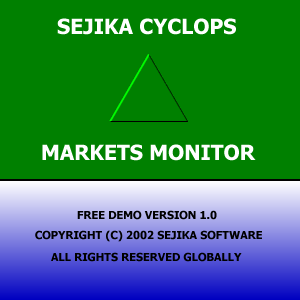 SEJIKA CYCLOPS
MARKETS MONITOR
FREE DEMO VERSION 1.0
COPYRIGHT (C) 2002 SEJIKA SOFTWARE
ALL RIGHTS RESERVED GLOBALLY